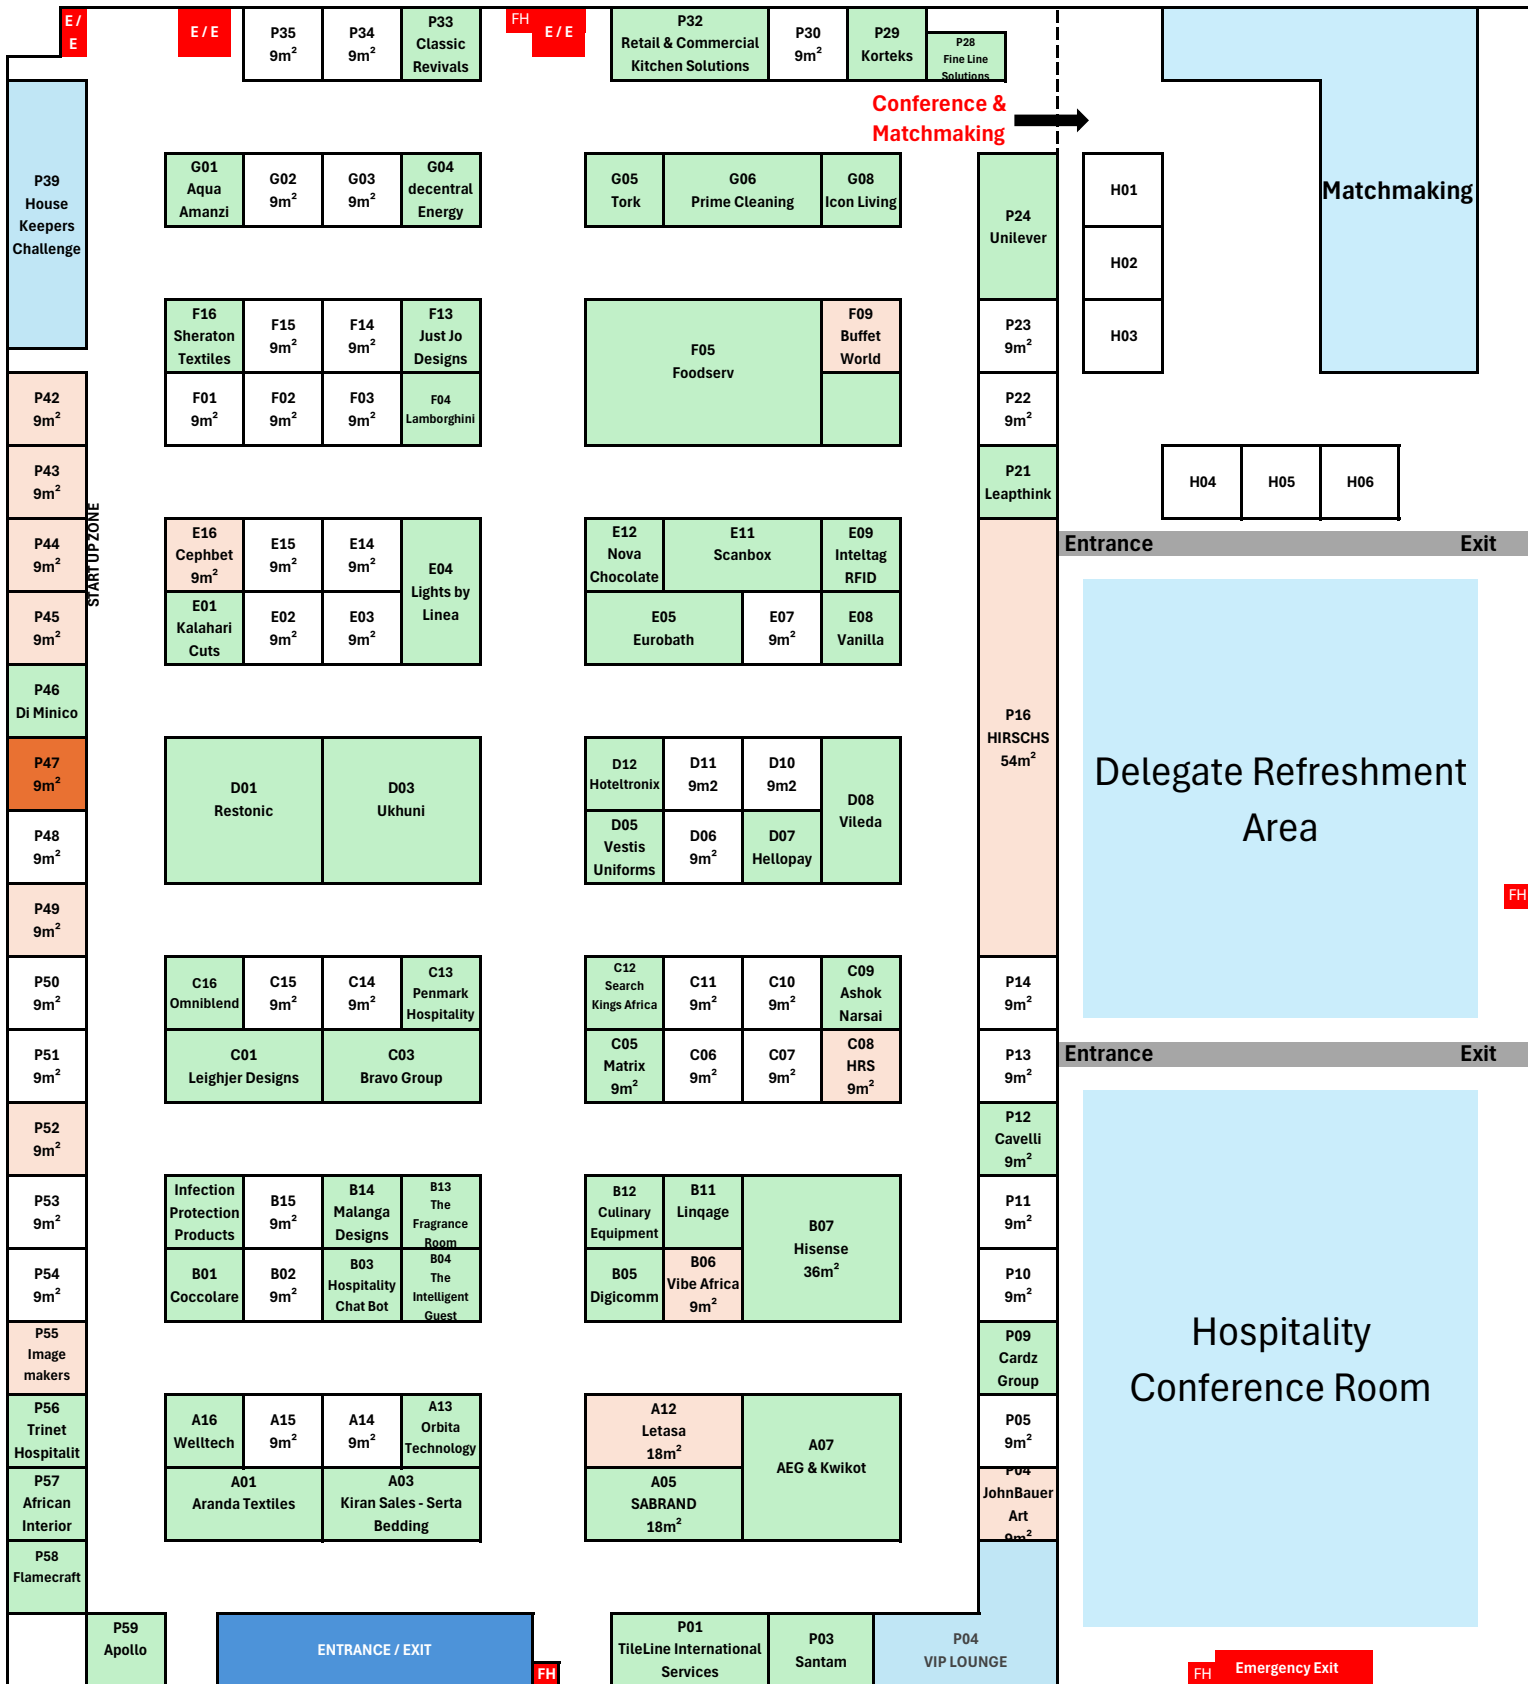 E /
E
E / E
P35
9m²
P34
9m²
P33
Classic
Revivals
FH
E / E
P32
Retail & Commercial
Kitchen Solutions
P30
9m²
P29
Korteks
P28
Fine Line
Solutions
Conference &
Matchmaking
Matchmaking
P39
House
Keepers
Challenge
G01
Aqua
Amanzi
G02
9m²
G03
9m²
G04
decentral
Energy
G05
Tork
G06
Prime Cleaning
G08
Icon Living
P24
Unilever
H01
H02
H03
F16
Sheraton
Textiles
F15
9m²
F14
9m²
F13
Just Jo
Designs
F05
Foodserv
F09
Buffet
World
P23
9m²
P42
9m²
F01
9m²
F02
9m²
F03
9m²
F04
Lamborghini
P22
9m²
P43
9m²
P21
Leapthink
H04
H05
H06
START UP ZONE
P44
9m²
E16
Cephbet
9m²
E15
9m²
E14
9m²
E04
Lights by
Linea
E12
Nova
Chocolate
E11
Scanbox
E09
Inteltag
RFID
Entrance
Exit
P45
9m²
E01
Kalahari
Cuts
E02
9m²
E03
9m²
E05
Eurobath
E07
9m²
E08
Vanilla
P46
Di Minico
P16
HIRSCHS
54m²
Delegate Refreshment
Area
P47
9m²
D01
Restonic
D03
Ukhuni
D12
Hoteltronix
D11
9m2
D10
9m2
D08
Vileda
P48
9m²
D05
Vestis
Uniforms
D06
9m²
D07
Hellopay
P49
9m²
FH
P50
9m²
C16
Omniblend
C15
9m²
C14
9m²
C13
Penmark
Hospitality
C12
Search
Kings Africa
C11
9m²
C10
9m²
C09
Ashok
Narsai
P14
9m²
P51
9m²
C01
Leighjer Designs
C03
Bravo Group
C05
Matrix
9m²
C06
9m²
C07
9m²
C08
HRS
9m²
P13
9m²
Entrance
Exit
P52
9m²
P12
Cavelli
9m²
P53
9m²
Infection
Protection
Products
B15
9m²
B14
Malanga
Designs
B13
The
Fragrance
Room
B12
Culinary
Equipment
B11
Linqage
B07
Hisense
36m²
P11
9m²
P54
9m²
B01
Coccolare
B02
9m²
B03
Hospitality
Chat Bot
B04
The
Intelligent
Guest
B05
Digicomm
B06
Vibe Africa
9m²
P10
9m²
Hospitality
Conference Room
P55
Image
makers
P09
Cardz
Group
P56
Trinet
Hospitalit
A16
Welltech
A15
9m²
A14
9m²
A13
Orbita
Technology
A12
Letasa
18m²
A07
AEG & Kwikot
P05
9m²
P57
African
Interior
A01
Aranda Textiles
A03
Kiran Sales - Serta
Bedding
A05
SABRAND
18m²
P04
JohnBauer
Art
9m²
P58
Flamecraft
P59
Apollo
ENTRANCE / EXIT
FH
P01
TileLine International
Services
P03
Santam
P04
VIP LOUNGE
FH
Emergency Exit